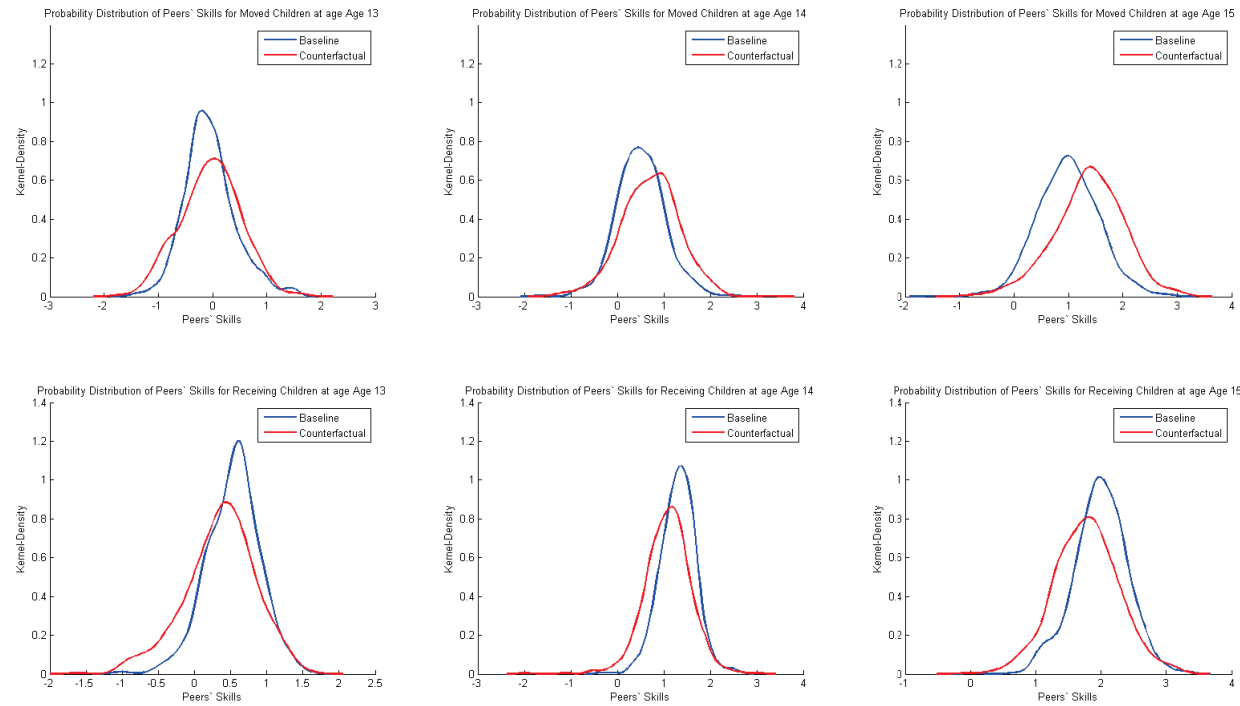 Probability Distribution of Peers` Skills for Moved Children at age Age 13
Baseline
Counterfactual
1.2
1
0.8
0.6
0.4
0.2
0
Kernel-Density
-3 -2 -1 0 1 2 3
Peers` Skills
Probability Distribution of Peers` Skills for Moved Children at age Age 14
Baseline
Counterfactual
1.2
1
0.8
0.6
0.4
0.2
0
Kernel-Density
-3 -2 -1 0 1 2 3 4
Peers` Skills
Probability Distribution of Peers` Skills for Moved Children at age Age 15
Baseline
Counterfactual
1.2
1
0.8
0.6
0.4
0.2
0
Kernel-Density
-2 -1 0 1 2 3 4
Peers` Skills
Probability Distribution of Peers` Skills for Receiving Children at age Age 13
Baseline
Counterfactual
1.4
1.2
1
0.8
0.6
0.4
0.2
0
Kernel-Density
-2 -1.5 -1 -0.5 0 0.5 1 1.5 2 2.5
Peers` Skills
Probability Distribution of Peers` Skills for Receiving Children at age Age 14
Baseline
Counterfactual
1.4
1.2
1
0.8
0.6
0.4
0.2
0
Kernel-Density
-3 -2 -1 0 1 2 3 4
Peers` Skills
Probability Distribution of Peers` Skills for Receiving Children at age Age 15
Baseline
Counterfactual
1.4
1.2
1
0.8
0.6
0.4
0.2
0
Kernel-Density
-1 0 1 2 3 4
Peers` Skills